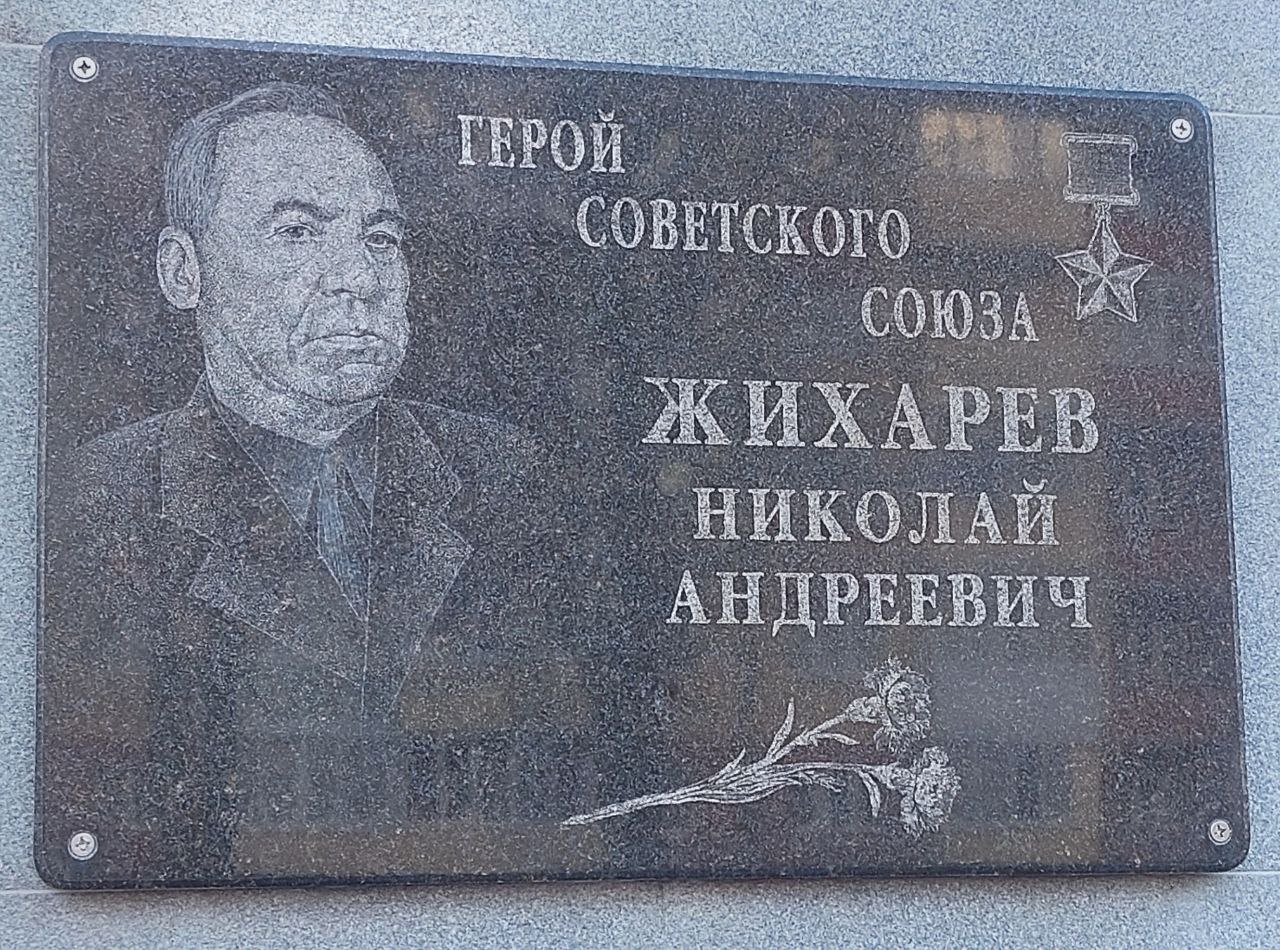 ГЕРОЙ
СОВЕТСКОГО
СОЮЗА
ЖИХАРЕВ
НИКОЛАЙ
АНДРЕЕВИЧ